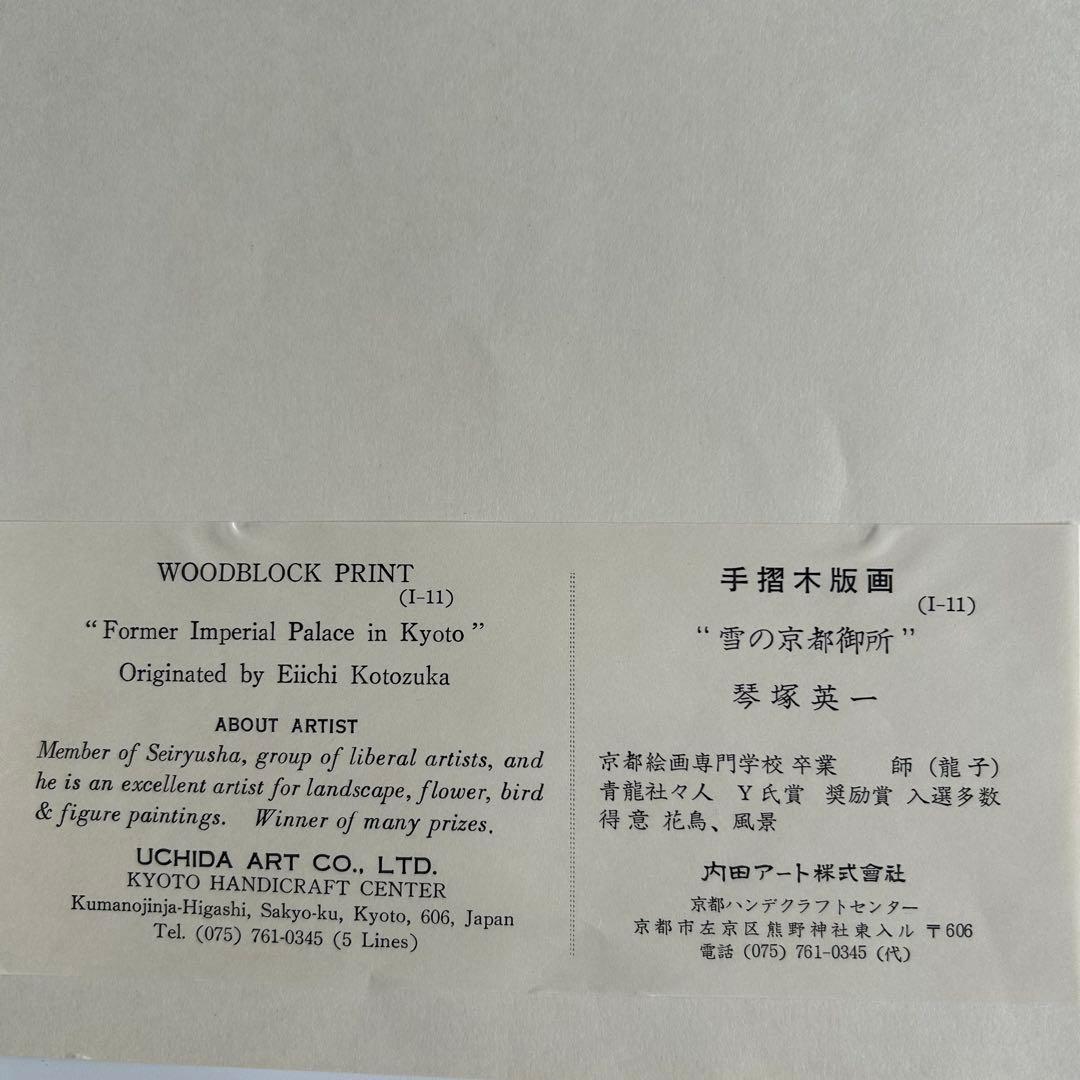 WOODBLOCK PRINT
(I-11)
“Former Imperial Palace in Kyoto”
Originated by Eiichi Kotozuka
ABOUT ARTIST
Member of Seiryusha, group of liberal artists, and
he is an excellent artist for landscape, flower, bird
& figure paintings. Winner of many prizes.
UCHIDA ART CO., LTD.
KYOTO HANDICRAFT CENTER
Kumanojinja-Higashi, Sakyo-ku, Kyoto, 606, Japan
Tel. (075) 761-0345 (5 Lines)
手摺木版画
(I-11)
“雪の京都御所”
琴塚英一
京都絵画専門学校卒業 師（龍子）
青龍社々人 Y氏賞 奨励賞 入選多数
得意 花鳥、風景
内田アート株式會社
京都ハンデクラフトセンター
京都市左京区熊野神社東入ル 〒606
電話 (075) 761-0345 (代)